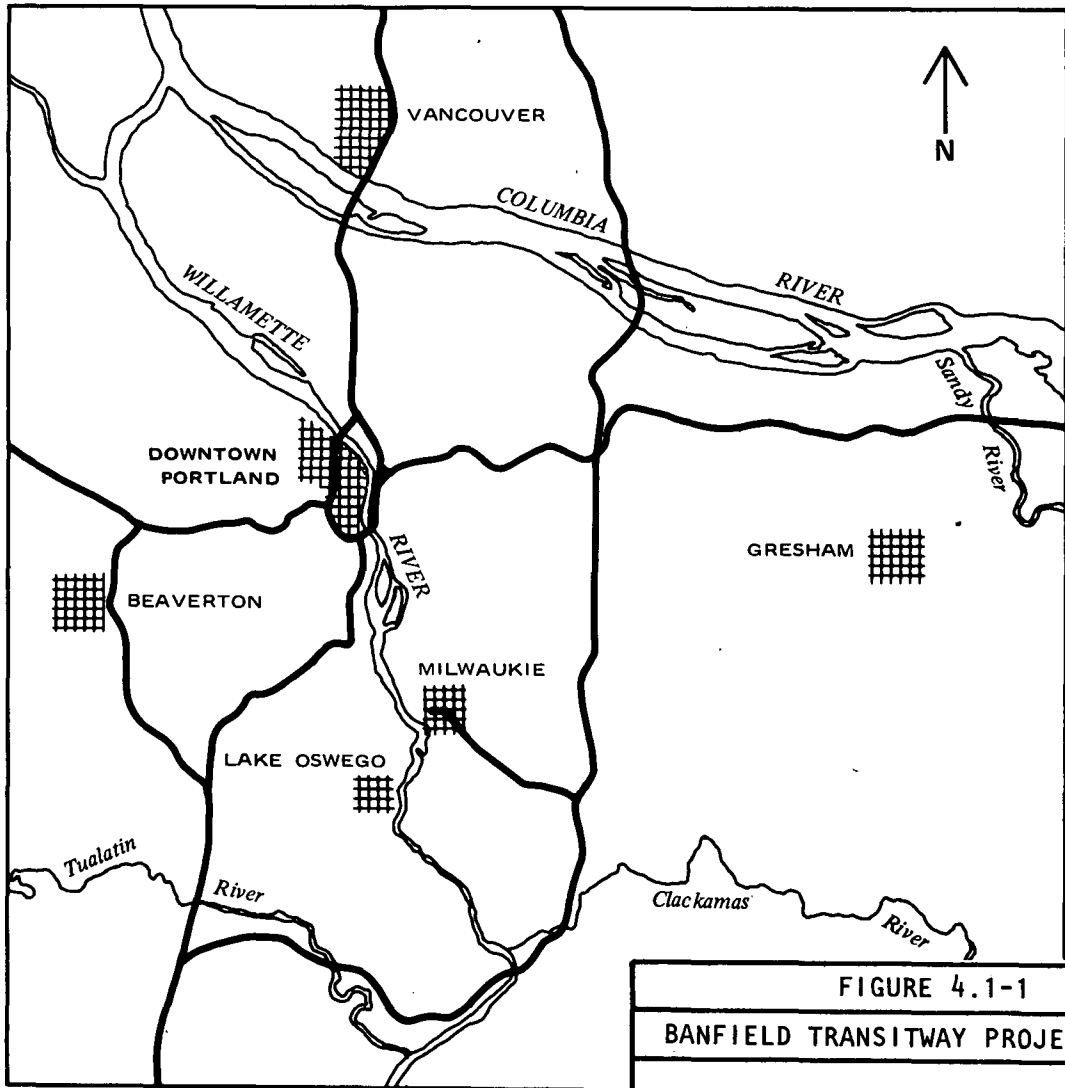 VANCOUVER
N
COLUMBIA
RIVER
WILLAMETTE
Sandy
River
DOWNTOWN
PORTLAND
RIVER
GRESHAM
BEAVERTON
MILWAUKIE
LAKE OSWEGO
Tualatin
River
Clackamas
River
FIGURE 4.1-1
BANFIELD TRANSITWAY PROJE